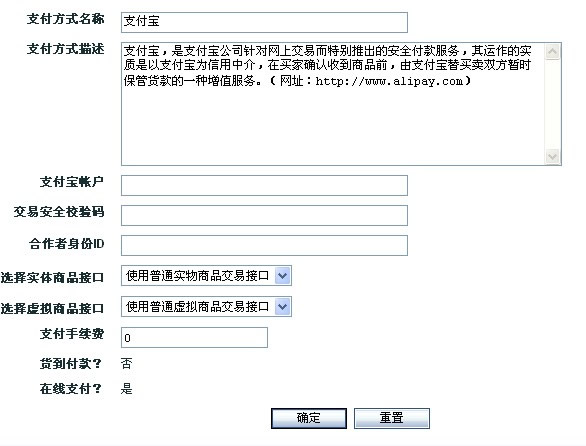 支付方式名称 支付宝
支付方式描述 支付宝，是支付宝公司针对网上交易而特别推出的安全付款服务，其运作的实
质是以支付宝为信用中介，在买家确认收到商品前，由支付宝替买卖双方暂时
保管货款的一种增值服务。（网址：http://www.alipay.com）
支付宝帐户
交易安全校验码
合作者身份ID
选择实体商品接口 使用普通实物商品交易接口
选择虚拟商品接口 使用普通虚拟商品交易接口
支付手续费 0
货到付款？ 否
在线支付？ 是
确定 重置